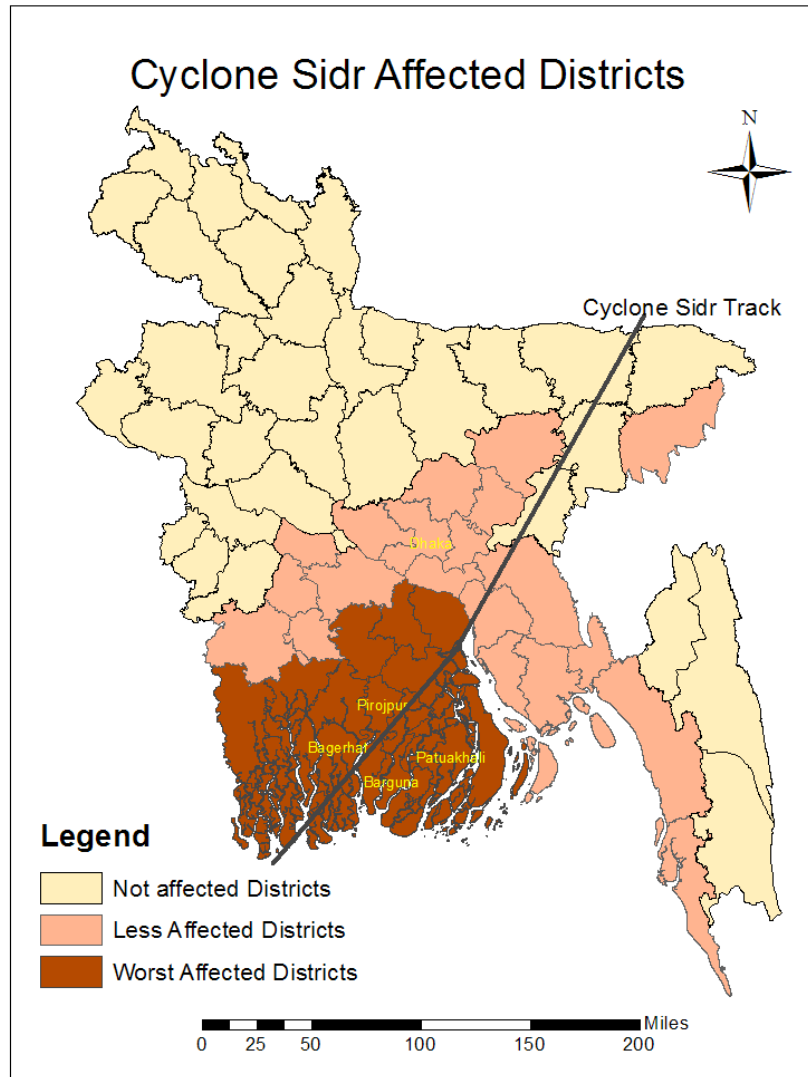 Cyclone Sidr Affected Districts
N
Cyclone Sidr Track
Dhaka
Pirojpur
Bagerhat
Patuakhali
Barguna
Legend
Not affected Districts
Less Affected Districts
Worst Affected Districts
Miles
0 25 50 100 150 200